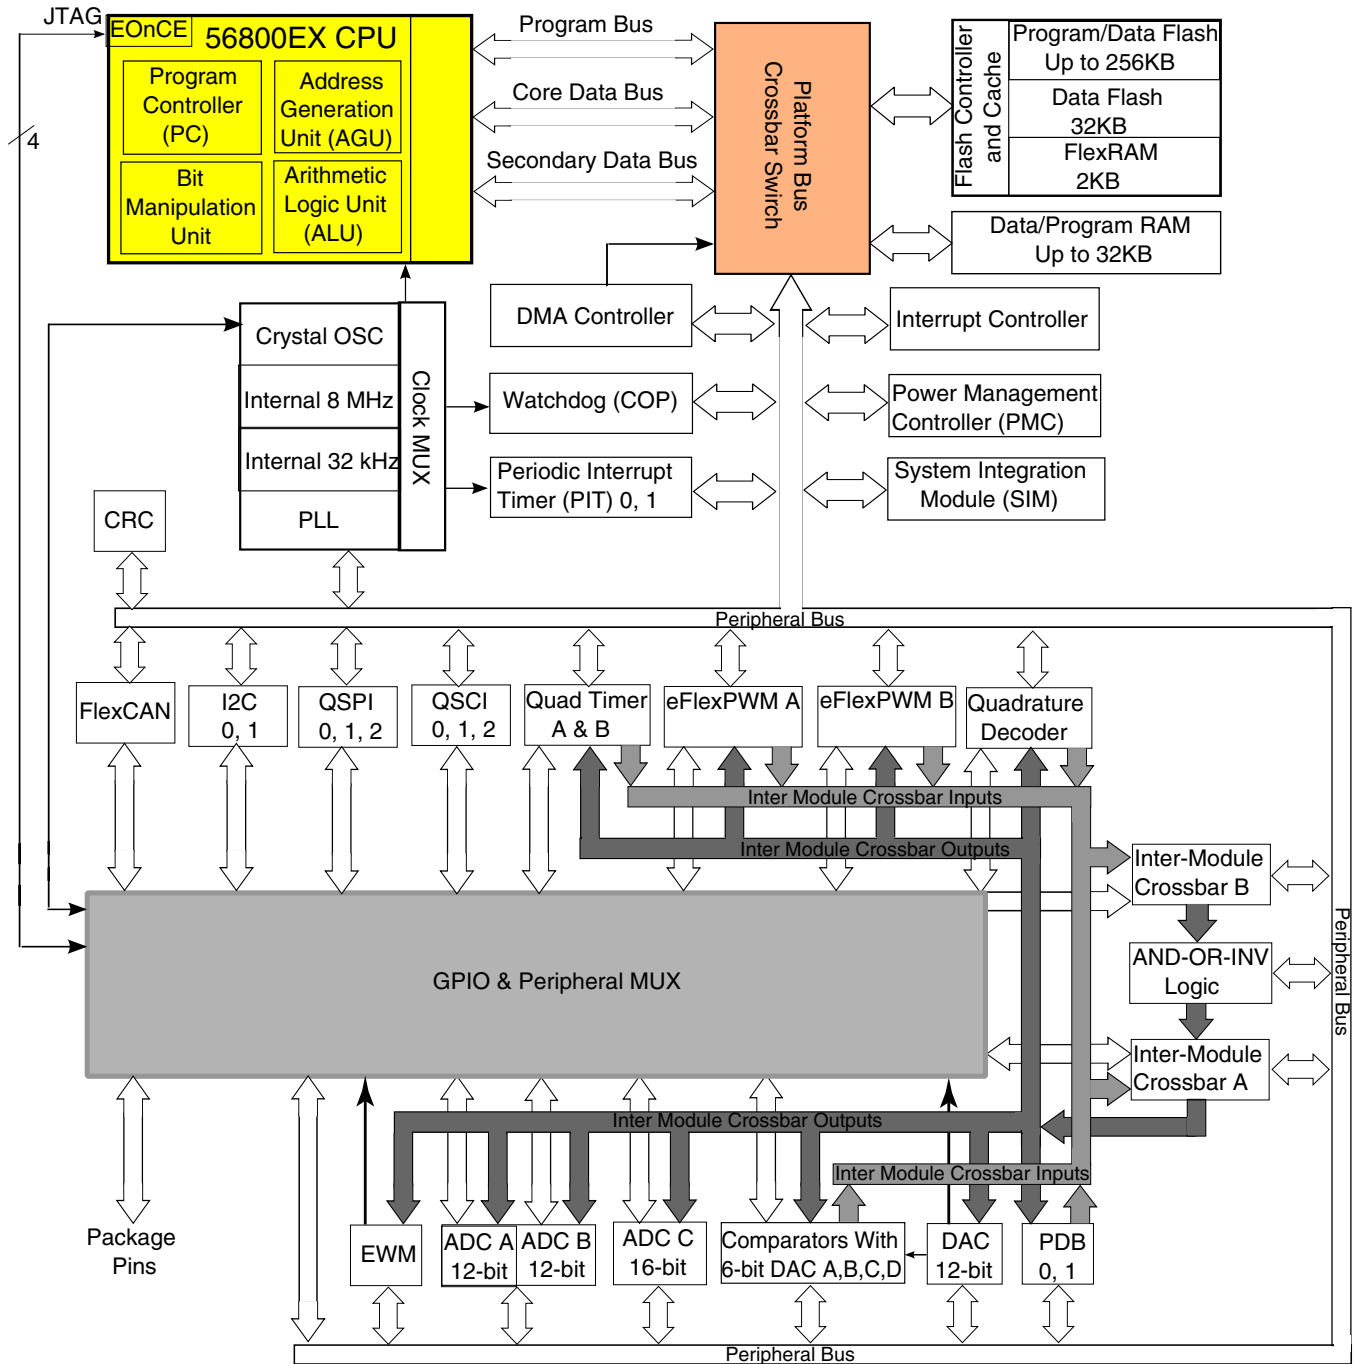 JTAG
4
EOnCE
56800EX CPU
Program
Controller
(PC)
Address
Generation
Unit (AGU)
Bit
Manipulation
Unit
Arithmetic
Logic Unit
(ALU)
Program Bus
Core Data Bus
Secondary Data Bus
Platform Bus
Crossbar Swirch
Flash Controller
and Cache
Program/Data Flash
Up to 256KB
Data Flash
32KB
FlexRAM
2KB
Data/Program RAM
Up to 32KB
Crystal OSC
Internal 8 MHz
Internal 32 kHz
PLL
Clock MUX
DMA Controller
Watchdog (COP)
Periodic Interrupt
Timer (PIT) 0, 1
Interrupt Controller
Power Management
Controller (PMC)
System Integration
Module (SIM)
CRC
Peripheral Bus
FlexCAN
I2C
0, 1
QSPI
0, 1, 2
QSCI
0, 1, 2
Quad Timer
A & B
eFlexPWM A
eFlexPWM B
Quadrature
Decoder
Inter Module Crossbar Inputs
Inter Module Crossbar Outputs
Inter-Module
Crossbar B
AND-OR-INV
Logic
Inter-Module
Crossbar A
Peripheral Bus
GPIO & Peripheral MUX
Inter Module Crossbar Outputs
Inter Module Crossbar Inputs
Package
Pins
EWM
ADC A
12-bit
ADC B
12-bit
ADC C
16-bit
Comparators With
6-bit DAC A,B,C,D
DAC
12-bit
PDB
0, 1
Peripheral Bus